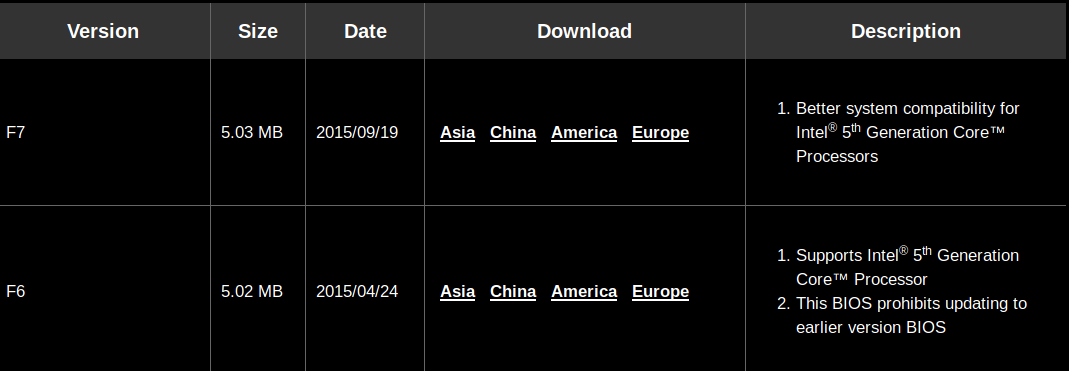 Version Size Date Download Description
1. Better system compatibility for
F7 5.03 MB 2015/09/19 Asia China America Europe Intel® 5th Generation Core™
Processors
1. Supports Intel® 5th Generation
Core™ Processor
F6 5.02 MB 2015/04/24 Asia China America Europe
2. This BIOS prohibits updating to
earlier version BIOS